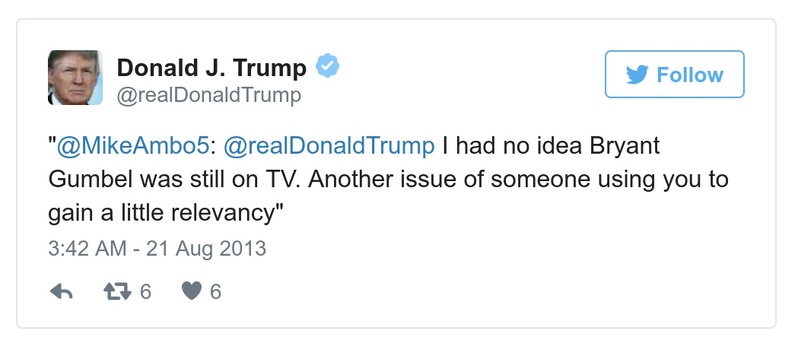 Donald J. Trump
@realDonaldTrump
Follow
"@MikeAmbo5: @realDonaldTrump I had no idea Bryant
Gumbel was still on TV. Another issue of someone using you to
gain a little relevancy"
3:42 AM - 21 Aug 2013
6 6